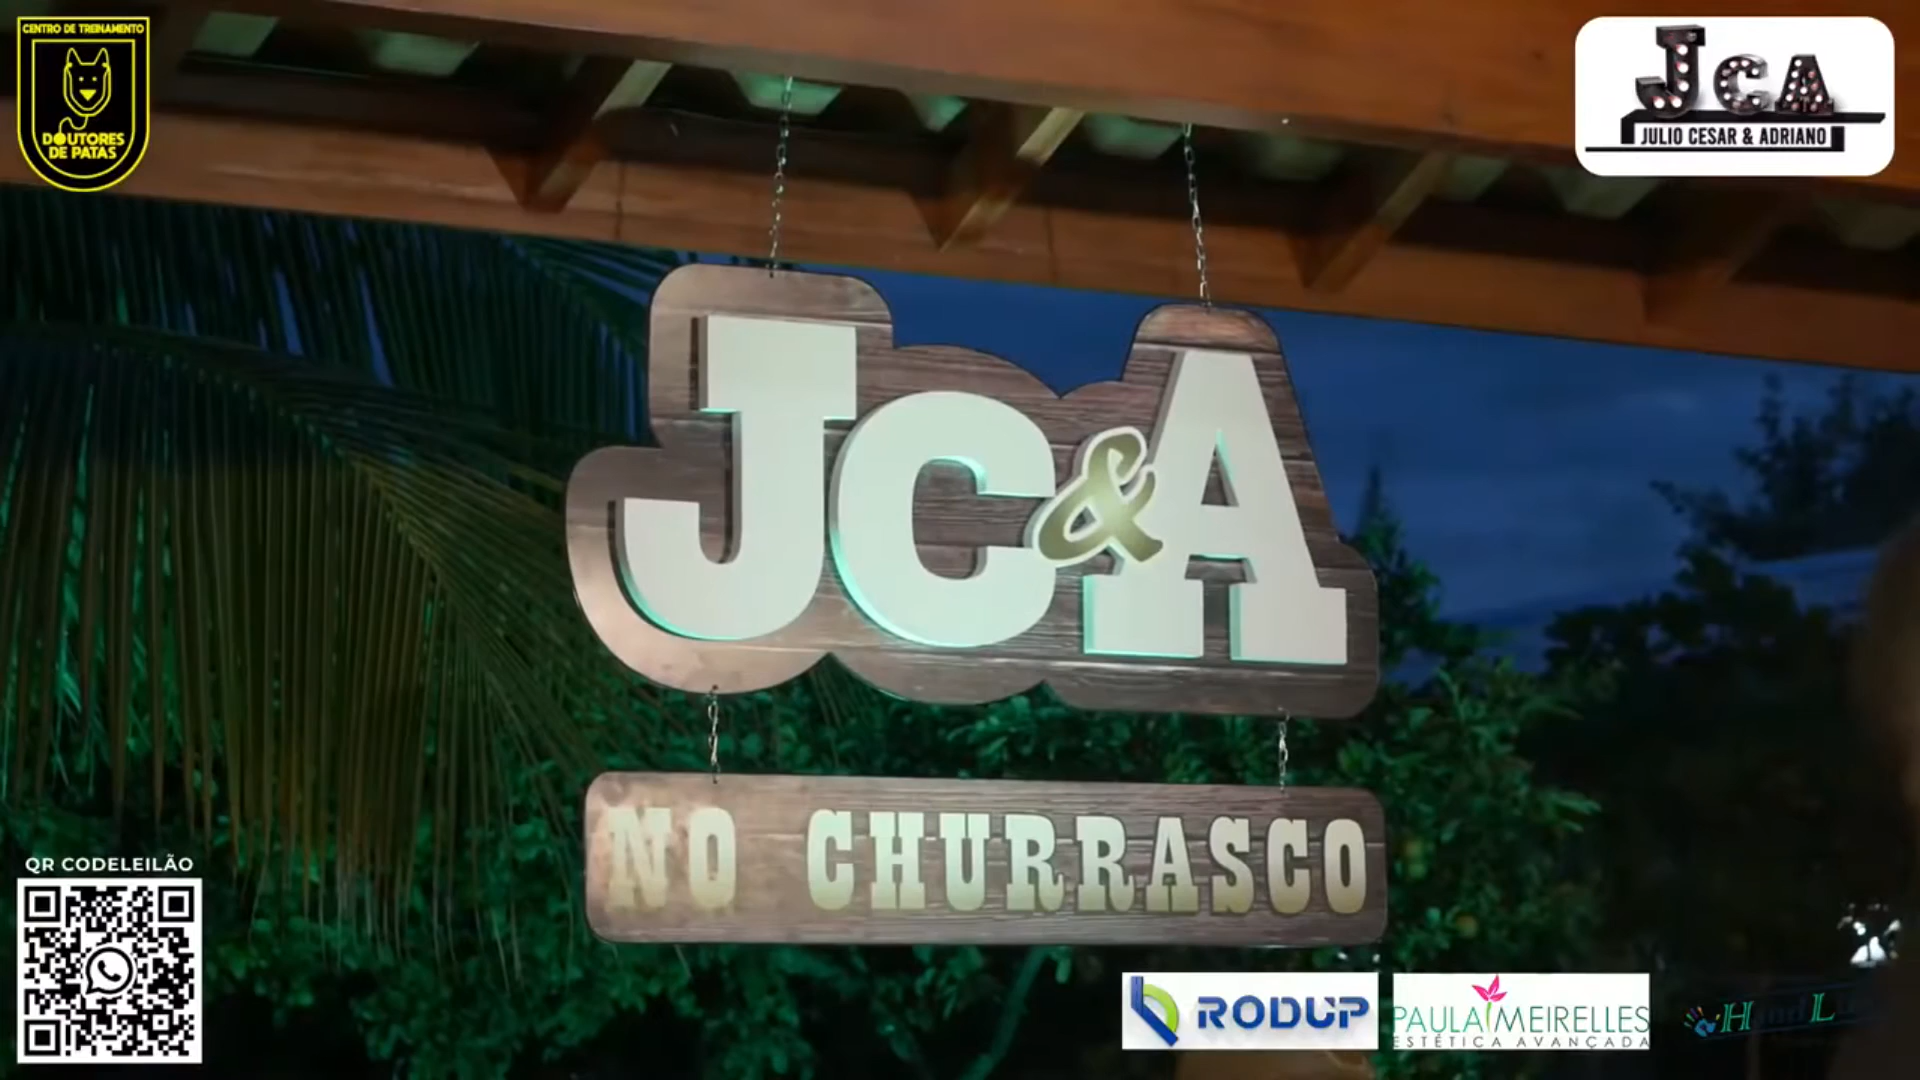 CENTRO DE TREINAMENTO
DOUTORES
DE PATAS
JCA
JULIO CESAR & ADRIANO
JC&A
NO CHURRASCO
QR CODELEILÃO
RODUP
PAULA MEIRELLES
ESTÉTICA AVANÇADA